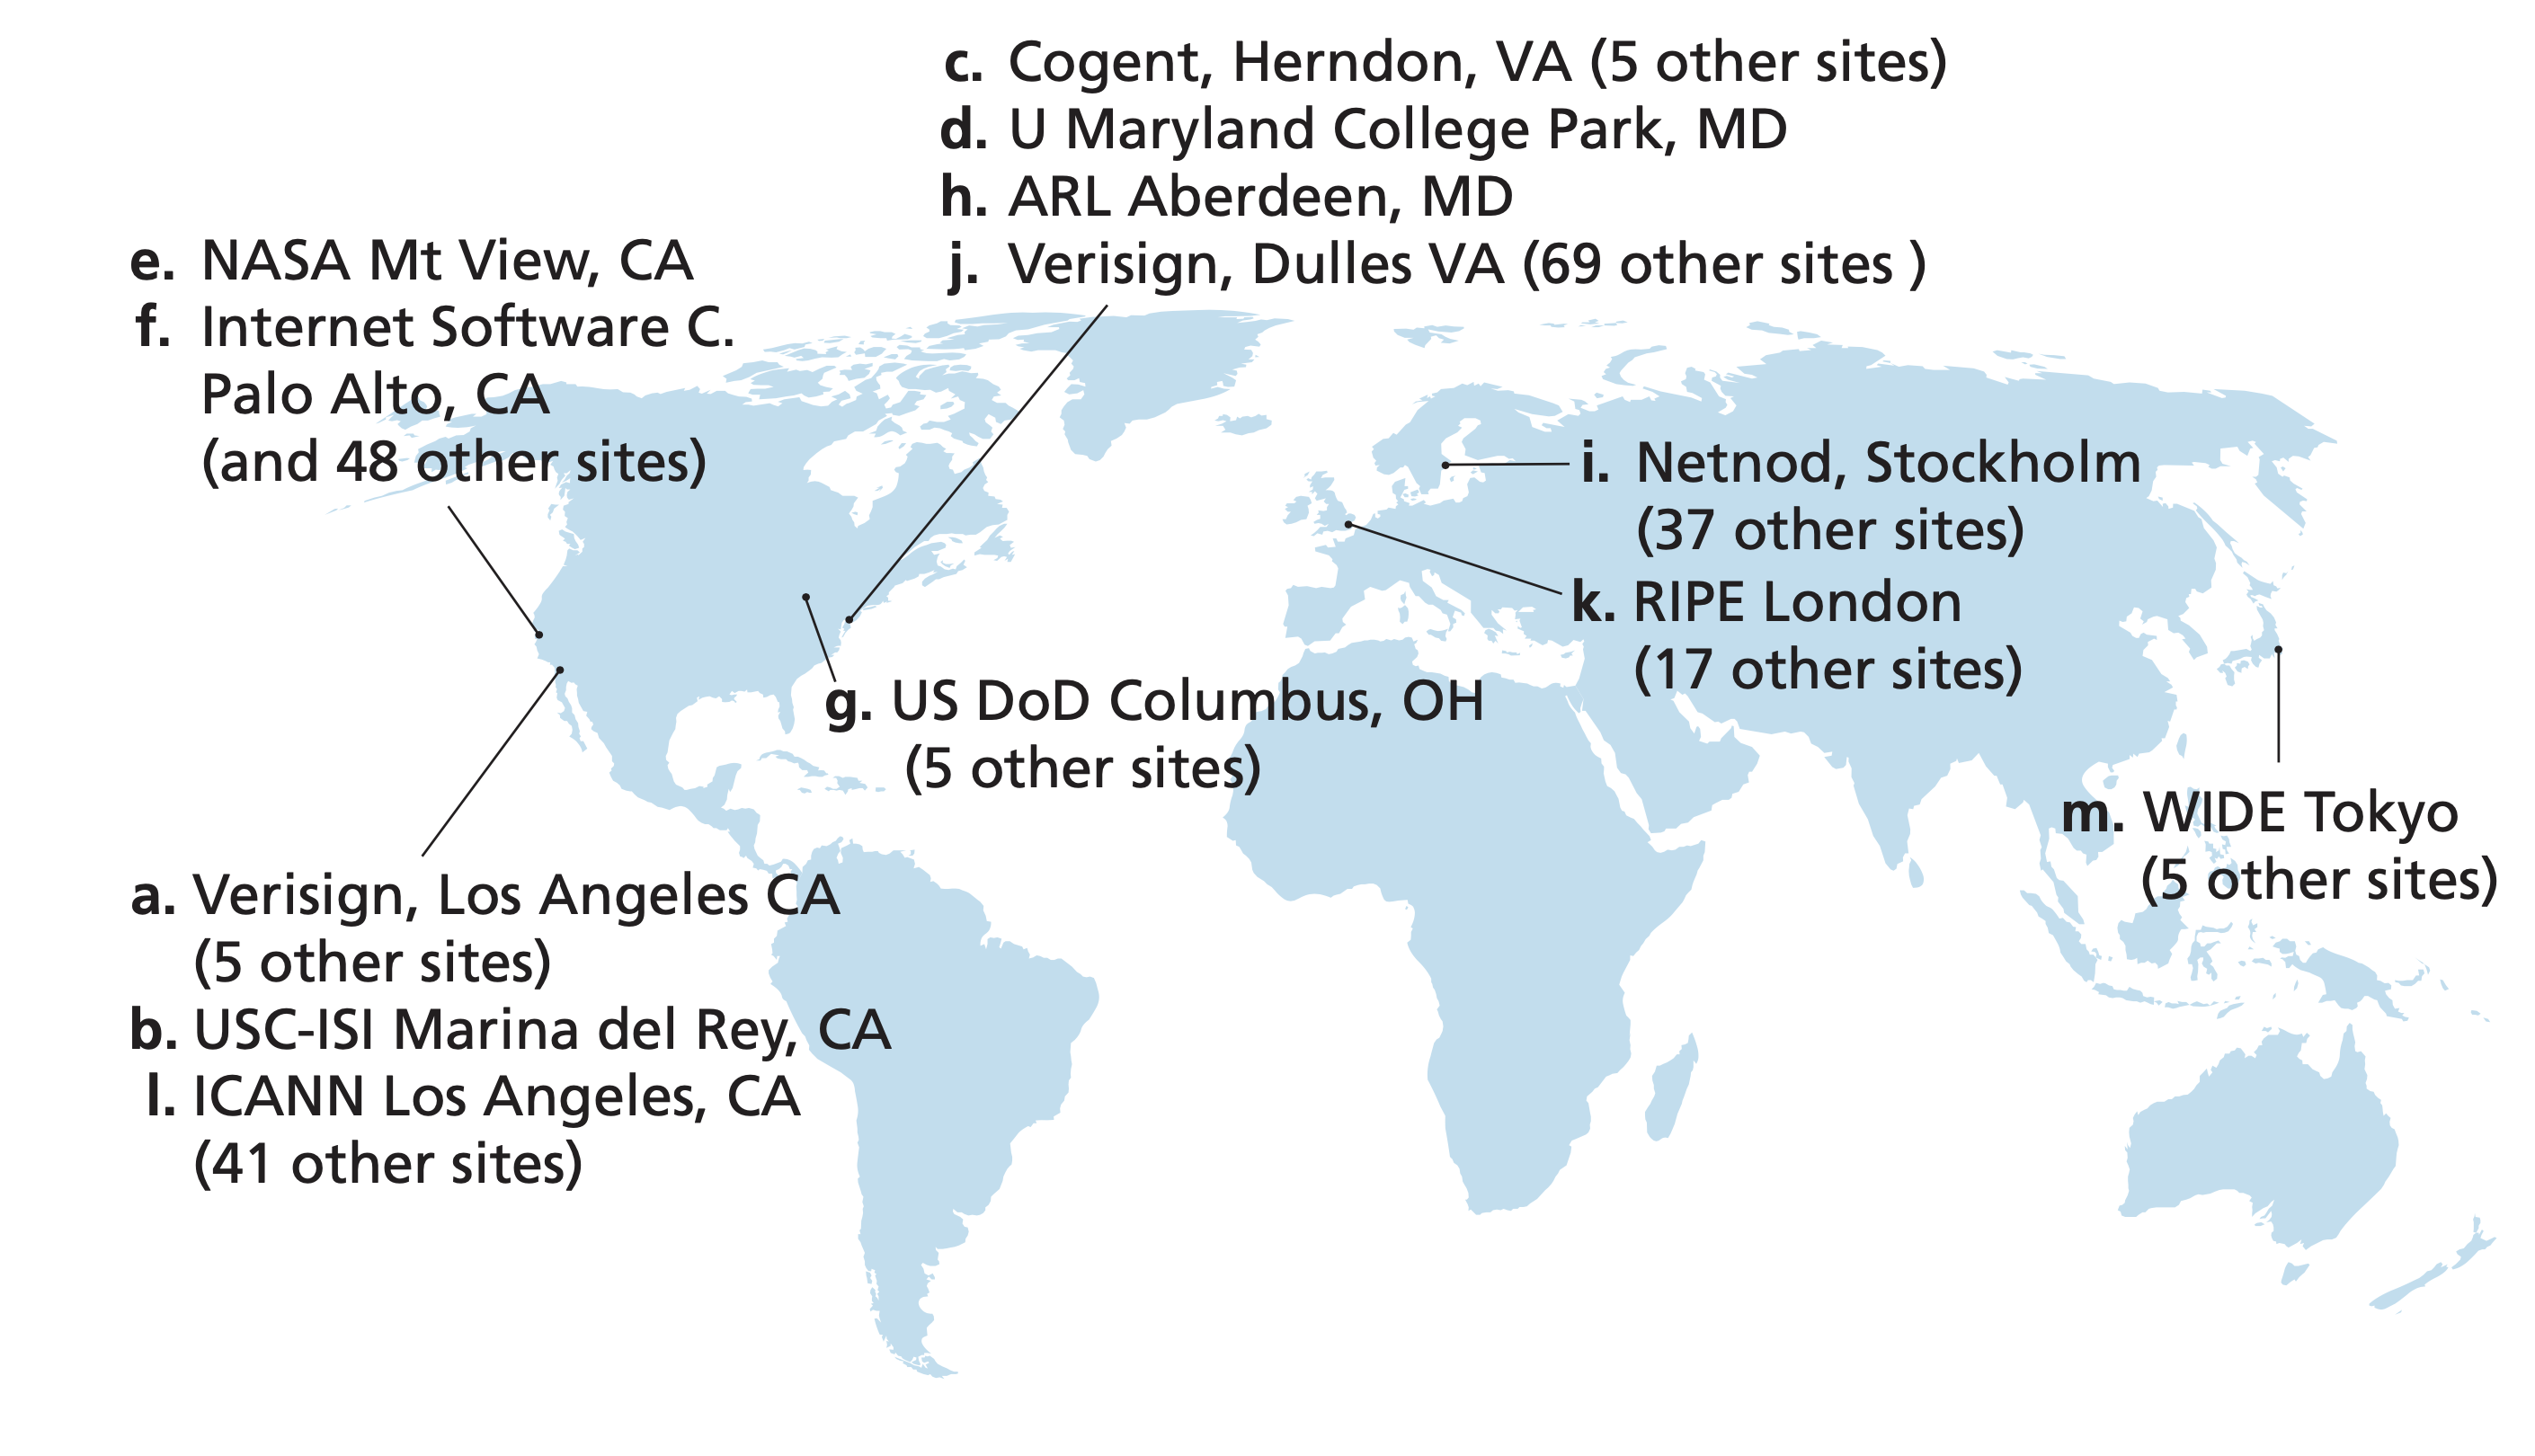 c. Cogent, Herndon, VA (5 other sites)
d. U Maryland College Park, MD
h. ARL Aberdeen, MD
j. Verisign, Dulles VA (69 other sites )
e. NASA Mt View, CA
f. Internet Software C.
Palo Alto, CA
(and 48 other sites)
i. Netnod, Stockholm
(37 other sites)
k. RIPE London
(17 other sites)
g. US DoD Columbus, OH
(5 other sites)
m. WIDE Tokyo
(5 other sites)
a. Verisign, Los Angeles CA
(5 other sites)
b. USC-ISI Marina del Rey, CA
l. ICANN Los Angeles, CA
(41 other sites)